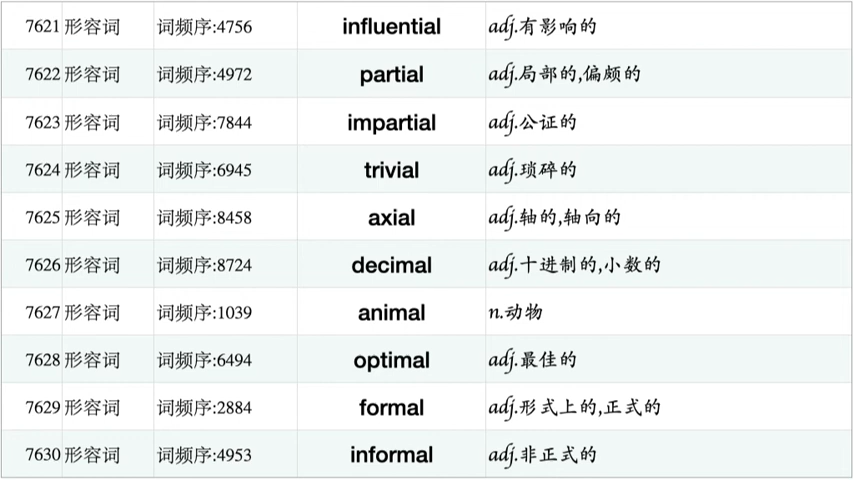 7621 形容词 词频序:4756 influential adj.有影响的
7622 形容词 词频序:4972 partial adj.局部的,偏颇的
7623 形容词 词频序:7844 impartial adj.公证的
7624 形容词 词频序:6945 trivial adj.琐碎的
7625 形容词 词频序:8458 axial adj.轴的,轴向的
7626 形容词 词频序:8724 decimal adj.十进制的,小数的
7627 形容词 词频序:1039 animal n.动物
7628 形容词 词频序:6494 optimal adj.最佳的
7629 形容词 词频序:2884 formal adj.形式上的,正式的
7630 形容词 词频序:4953 informal adj.非正式的